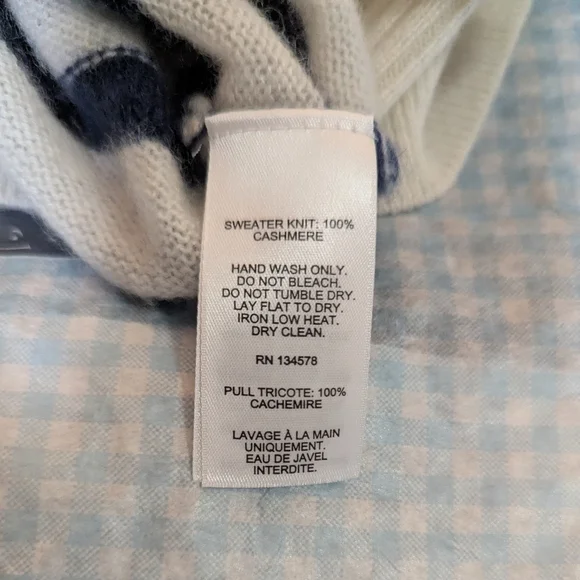 SWEATER KNIT: 100%
CASHMERE
HAND WASH ONLY.
DO NOT BLEACH.
DO NOT TUMBLE DRY.
LAY FLAT TO DRY.
IRON LOW HEAT.
DRY CLEAN.
RN 134578
PULL TRICOTE: 100%
CACHEMIRE
LAVAGE À LA MAIN
UNIQUEMENT.
EAU DE JAVEL
INTERDITE.